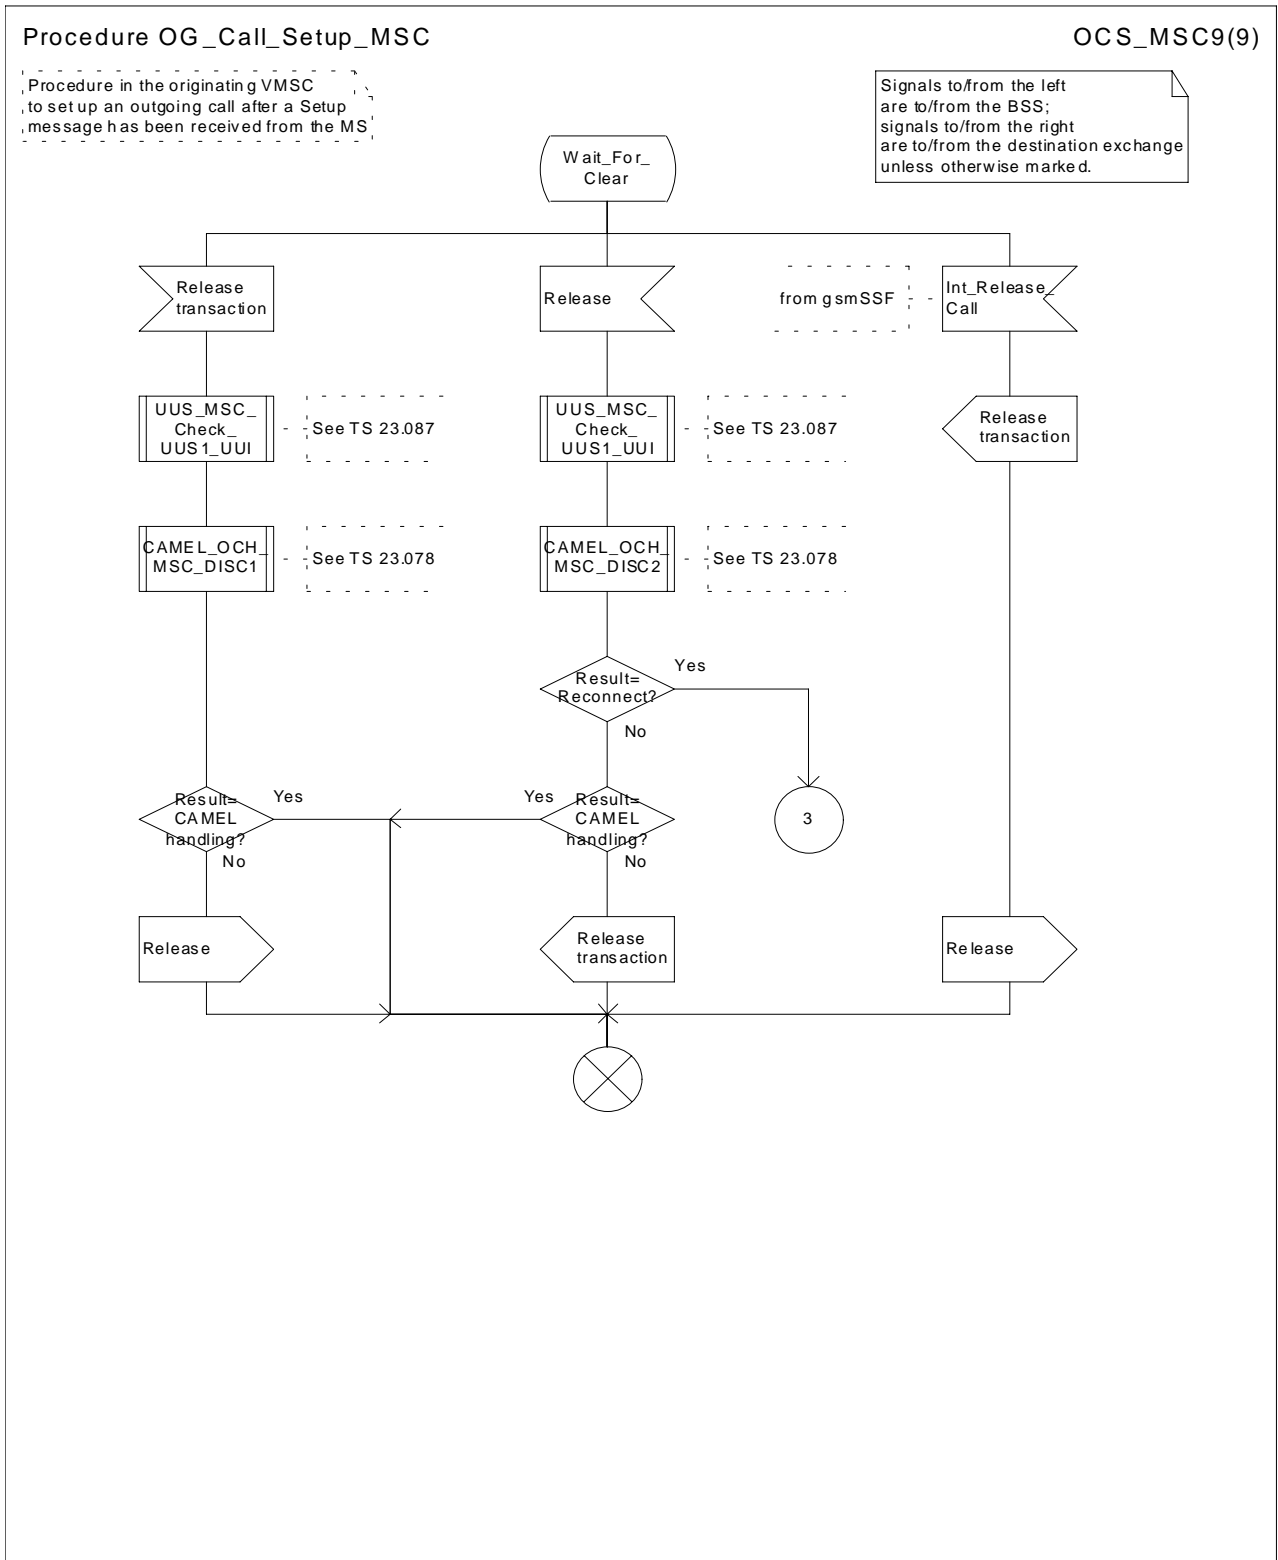 Procedure OG_Call_Setup_MSC
OCS_MSC9(9)
Procedure in the originating VMSC
to set up an outgoing call after a Setup
message has been received from the MS
Signals to/from the left
are to/from the BSS;
signals to/from the right
are to/from the destination exchange
unless otherwise marked.
Wait_For_
Clear
Release
transaction
Release
from gsmSSF
Int_Release_
Call
UUS_MSC_
Check_
UUS1_UUI
See TS 23.087
UUS_MSC_
Check_
UUS1_UUI
See TS 23.087
Release
transaction
CAMEL_OCH_
MSC_DISC1
See TS 23.078
CAMEL_OCH_
MSC_DISC2
See TS 23.078
Result=
Reconnect?
Yes
No
Result=
CAMEL
handling?
Yes
No
Yes
Result=
CAMEL
handling?
No
3
Release
Release
transaction
Release